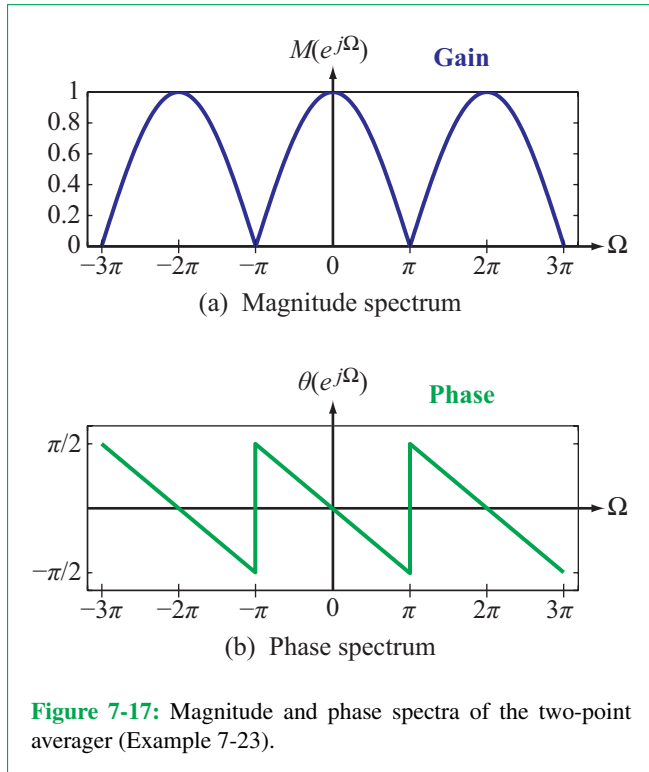 M(e^{jΩ})
Gain
1
0.8
0.6
0.4
0.2
0
−3π −2π −π 0 π 2π 3π
Ω
(a) Magnitude spectrum
θ(e^{jΩ})
Phase
π/2
Ω
−π/2
−3π −2π −π 0 π 2π 3π
(b) Phase spectrum
Figure 7-17: Magnitude and phase spectra of the two-point
averager (Example 7-23).